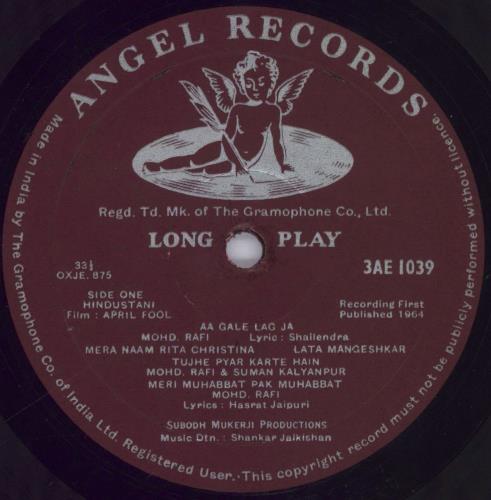 ANGEL RECORDS
Regd. Td. Mk. of The Gramophone Co., Ltd.
LONG PLAY
33⅓
OXJE. 875
3AE 1039
SIDE ONE
HINDUSTANI
Film : APRIL FOOL
Recording First
Published 1964
AA GALE LAG JA
MOHD. RAFI Lyric : Shailendra
MERA NAAM RITA CHRISTINA LATA MANGESHKAR
TUJHE PYAR KARTE HAIN
MOHD. RAFI & SUMAN KALYANPUR
MERI MUHABBAT PAK MUHABBAT
MOHD. RAFI
Lyrics : Hasrat Jaipuri
SUBODH MUKERJI PRODUCTIONS
Music Dtn. : Shankar Jaikishan
Made in India by The Gramophone Co. of India Ltd. Registered User. • This copyright record must not be publicly performed without licence.